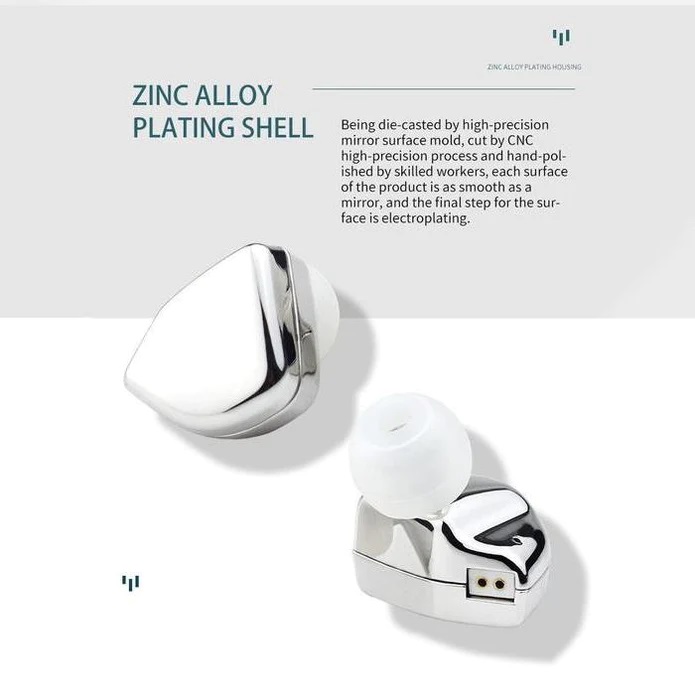 ZINC ALLOY PLATING HOUSING
ZINC ALLOY
PLATING SHELL
Being die-casted by high-precision
mirror surface mold, cut by CNC
high-precision process and hand-pol-
ished by skilled workers, each surface
of the product is as smooth as a
mirror, and the final step for the sur-
face is electroplating.